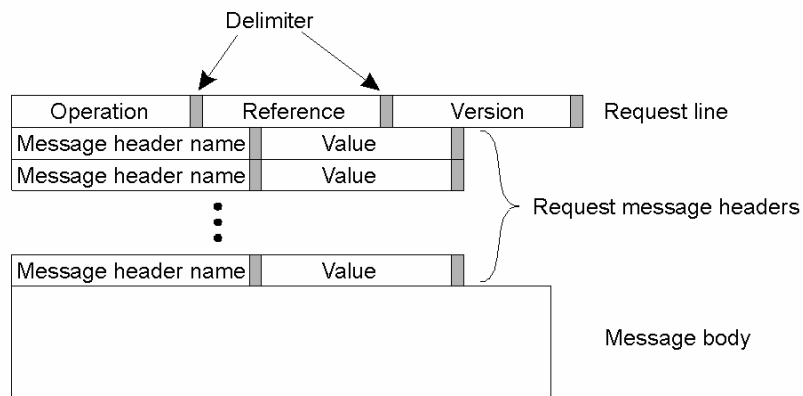 Delimiter
Operation Reference Version Request line
Message header name Value
Message header name Value
Request message headers
Message header name Value
Message body